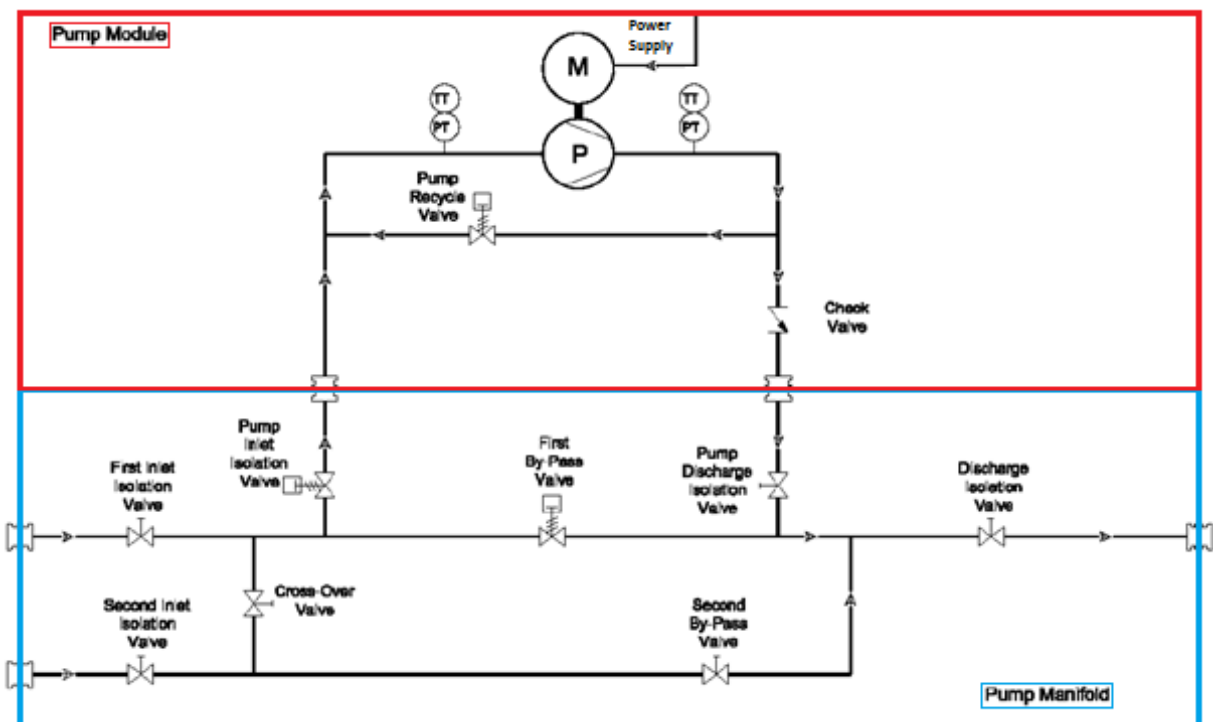 Pump Module
Power
Supply
M
TT
PT
TT
PT
P
Pump
Recycle
Valve
Check
Valve
Pump
Inlet
Isolation
Valve
First
By-Pass
Valve
Pump
Discharge
Isolation
Valve
First Inlet
Isolation
Valve
Discharge
Isolation
Valve
Cross-Over
Valve
Second Inlet
Isolation
Valve
Second
By-Pass
Valve
Pump Manifold